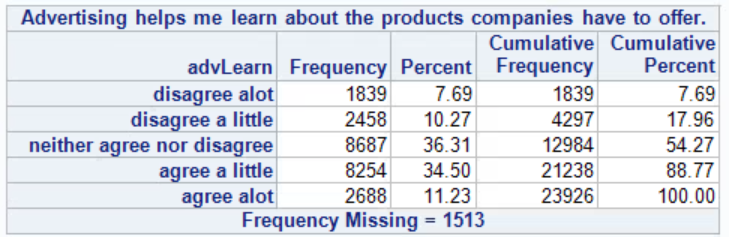 Advertising helps me learn about the products companies have to offer.
advLearn Frequency Percent Cumulative Frequency Cumulative Percent
disagree alot 1839 7.69 1839 7.69
disagree a little 2458 10.27 4297 17.96
neither agree nor disagree 8687 36.31 12984 54.27
agree a little 8254 34.50 21238 88.77
agree alot 2688 11.23 23926 100.00
Frequency Missing = 1513